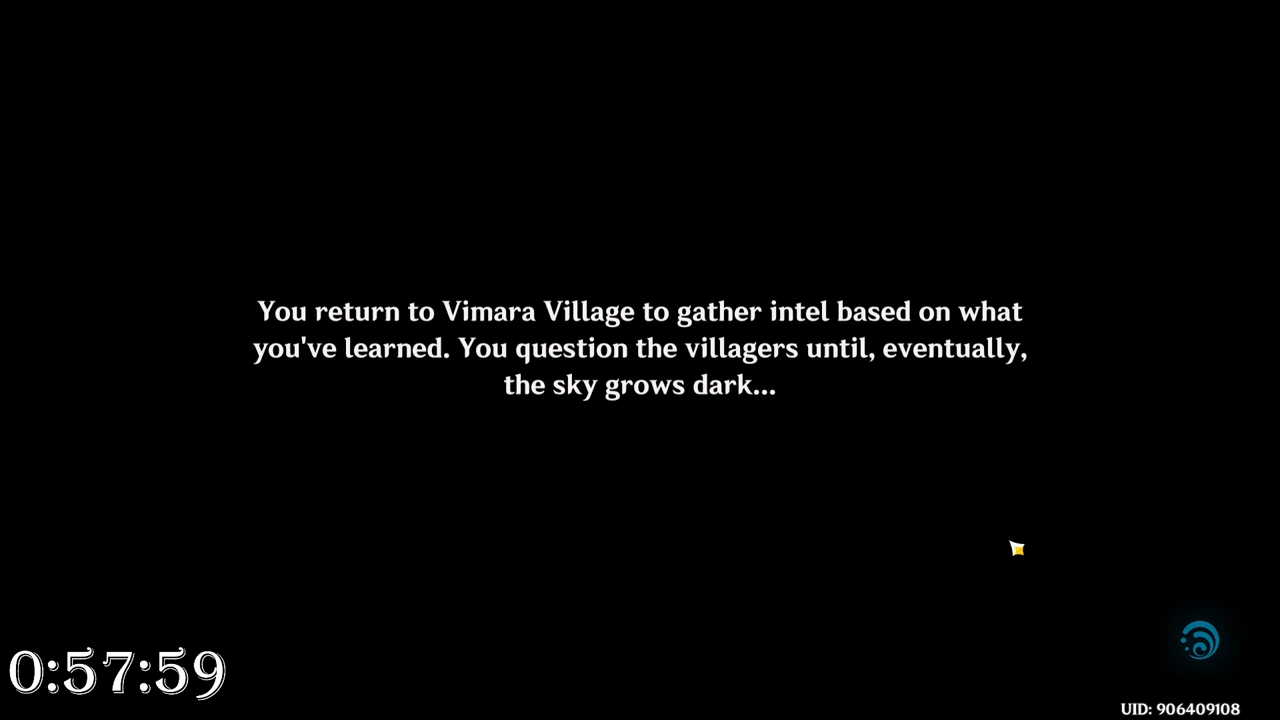 You return to Vimara Village to gather intel based on what
you've learned. You question the villagers until, eventually,
the sky grows dark...
0:57:59
UID: 906409108